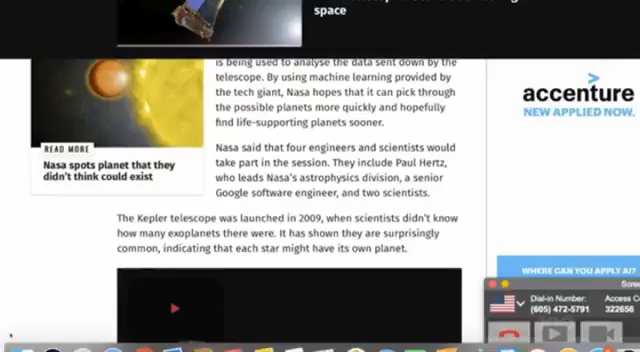 space
is being used to analyse the data sent down by the
telescope. By using machine learning provided by
the tech giant, Nasa hopes that it can pick through
the possible planets more quickly and hopefully
find life-supporting planets sooner.
READ MORE
Nasa spots planet that they
didn't think could exist
Nasa said that four engineers and scientists would
take part in the session. They include Paul Hertz,
who leads Nasa's astrophysics division, a senior
Google software engineer, and two scientists.
The Kepler telescope was launched in 2009, when scientists didn't know
how many exoplanets there were. It has shown they are surprisingly
common, indicating that each star might have its own planet.
accenture
NEW APPLIED NOW.
WHERE CAN YOU APPLY AI?
Dial-in Number:
(605) 472-5791
322656